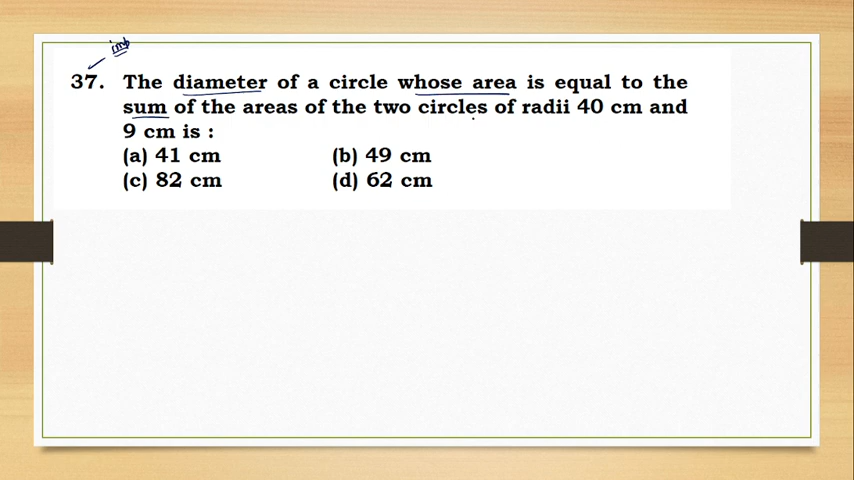 imp
37. The diameter of a circle whose area is equal to the
sum of the areas of the two circles of radii 40 cm and
9 cm is :
(a) 41 cm (b) 49 cm
(c) 82 cm (d) 62 cm